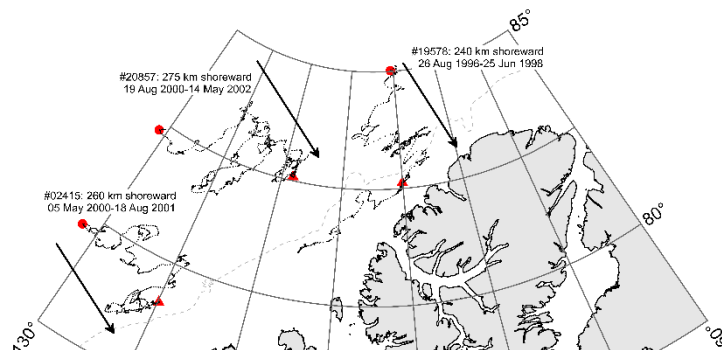 85°
#19578: 240 km shoreward
26 Aug 1996-25 Jun 1998
#20857: 275 km shoreward
19 Aug 2000-14 May 2002
#02415: 260 km shoreward
05 May 2000-18 Aug 2001
80°
130°